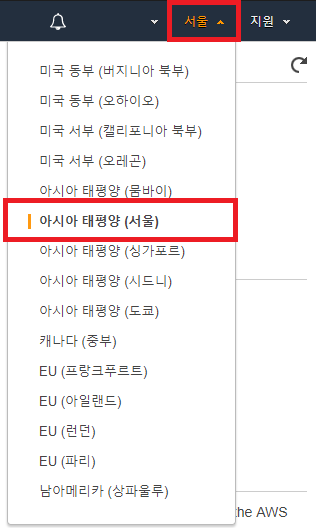 서울 지원
미국 동부 (버지니아 북부)
미국 동부 (오하이오)
미국 서부 (캘리포니아 북부)
미국 서부 (오레곤)
아시아 태평양 (뭄바이)
아시아 태평양 (서울)
아시아 태평양 (싱가포르)
아시아 태평양 (시드니)
아시아 태평양 (도쿄)
캐나다 (중부)
EU (프랑크푸르트)
EU (아일랜드)
EU (런던)
EU (파리)
남아메리카 (상파울루)
the AWS